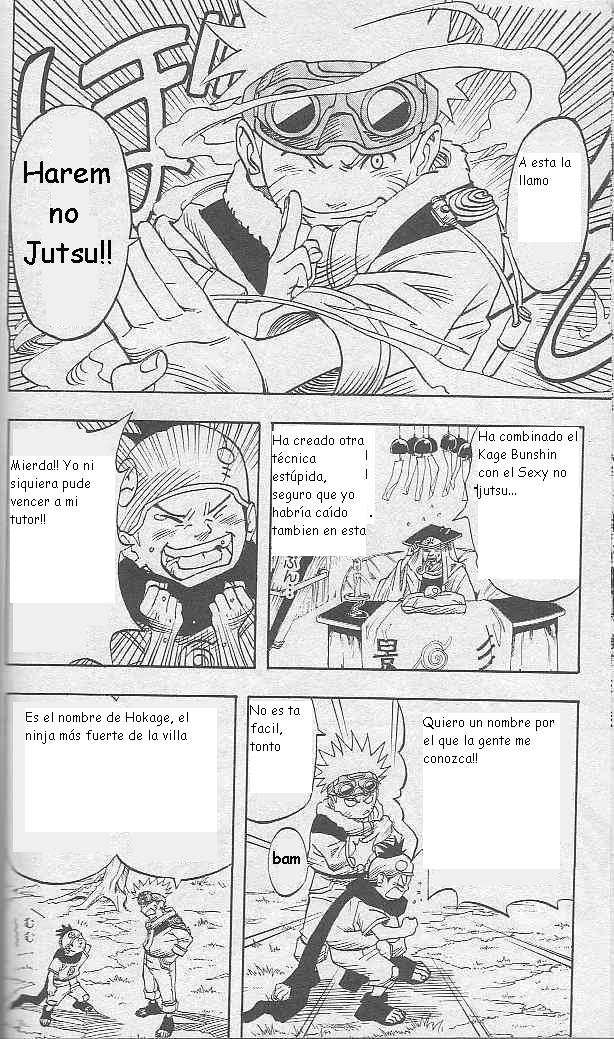 A esta la
llamo
Harem
no
Jutsu!!
Ha combinado el
Kage Bunshin
con el Sexy no
jutsu...
Ha creado otra
técnica
estúpida,
seguro que yo
habría caído
tambien en esta
Mierda!! Yo ni
siquiera pude
vencer a mi
tutor!!
Quiero un nombre por
el que la gente me
conozca!!
No es ta
facil,
tonto
bam
Es el nombre de Hokage, el
ninja más fuerte de la villa